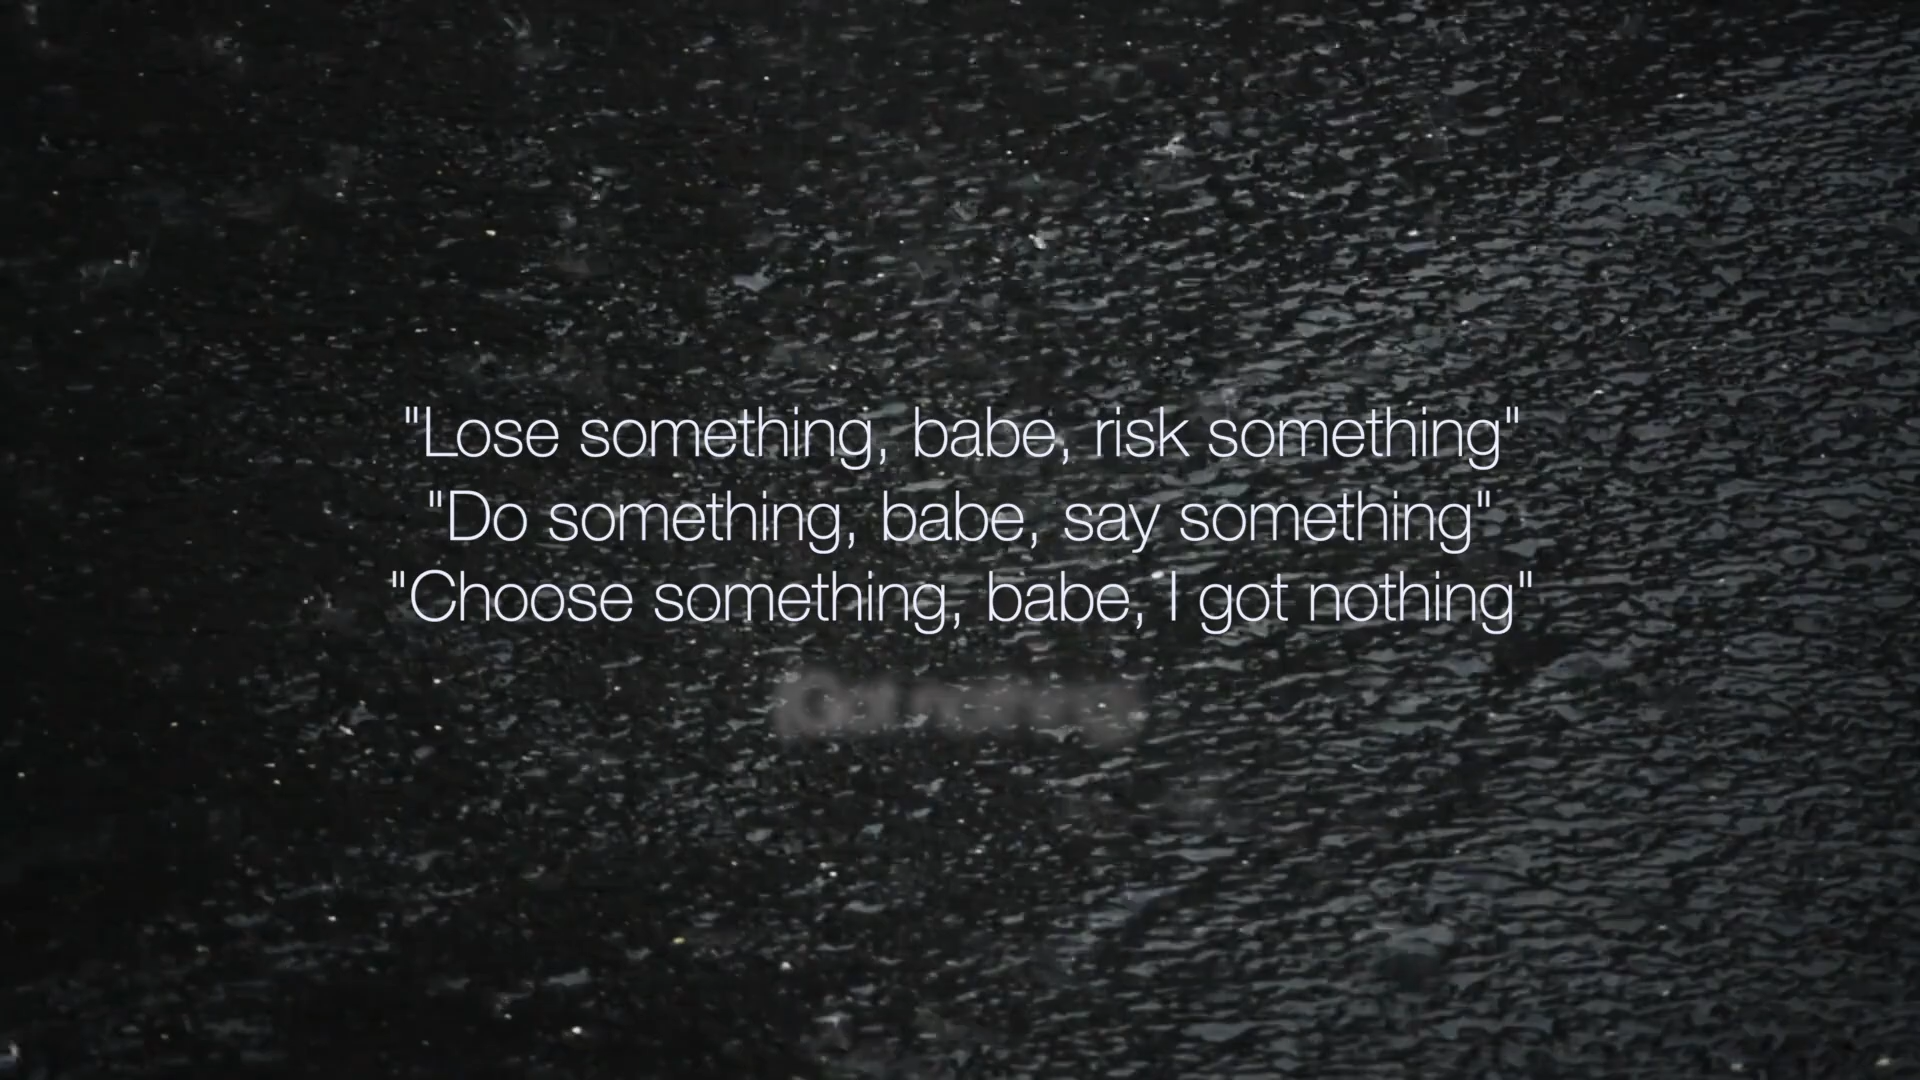 "Lose something, babe, risk something"
"Do something, babe, say something"
"Choose something, babe, I got nothing"